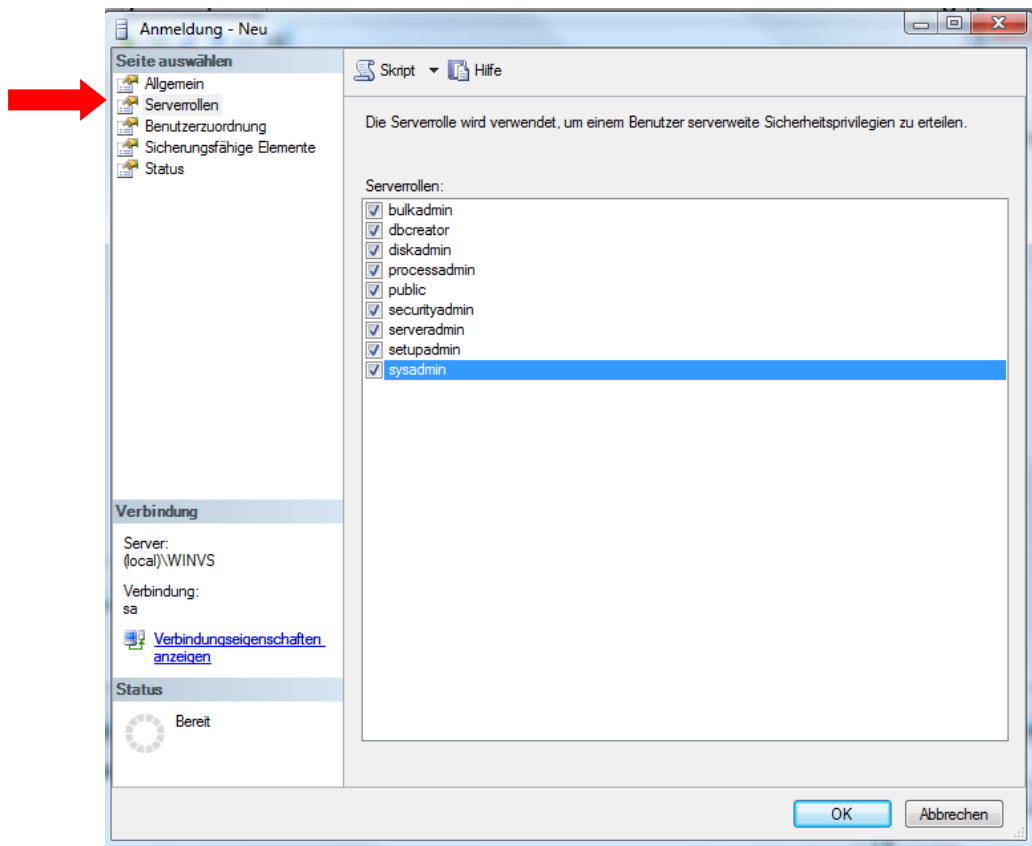 Anmeldung - Neu
Seite auswählen
Allgemein
Serverrollen
Benutzerzuordnung
Sicherungsfähige Elemente
Status
Skript
Hilfe
Die Serverrolle wird verwendet, um einem Benutzer serverweite Sicherheitsprivilegien zu erteilen.
Serverrollen:
bulkadmin
dbcreator
diskadmin
processadmin
public
securityadmin
serveradmin
setupadmin
sysadmin
Verbindung
Server:
(local)\WINVS
Verbindung:
sa
Verbindungseigenschaften
anzeigen
Status
Bereit
OK
Abbrechen